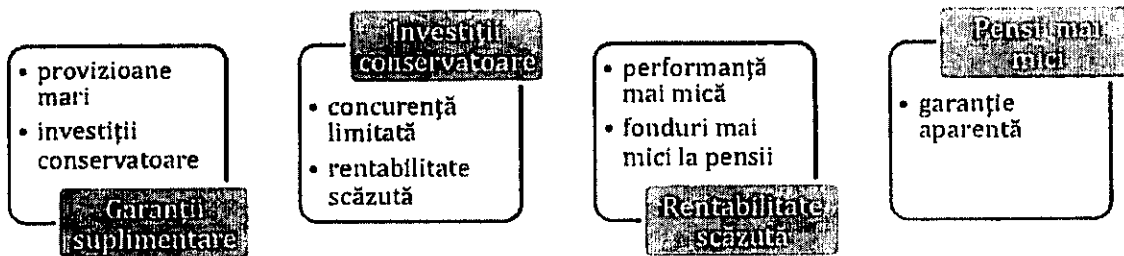 • provizioane
mari
• investiții
conservatoare
Garanții
suplimentare
Investiții
conservatoare
• concurență
limitată
• rentabilitate
scăzută
• performanță
mai mică
• fonduri mai
mici la pensii
Rentabilitate
scăzută
Pensii mai
mici
• garanție
aparentă